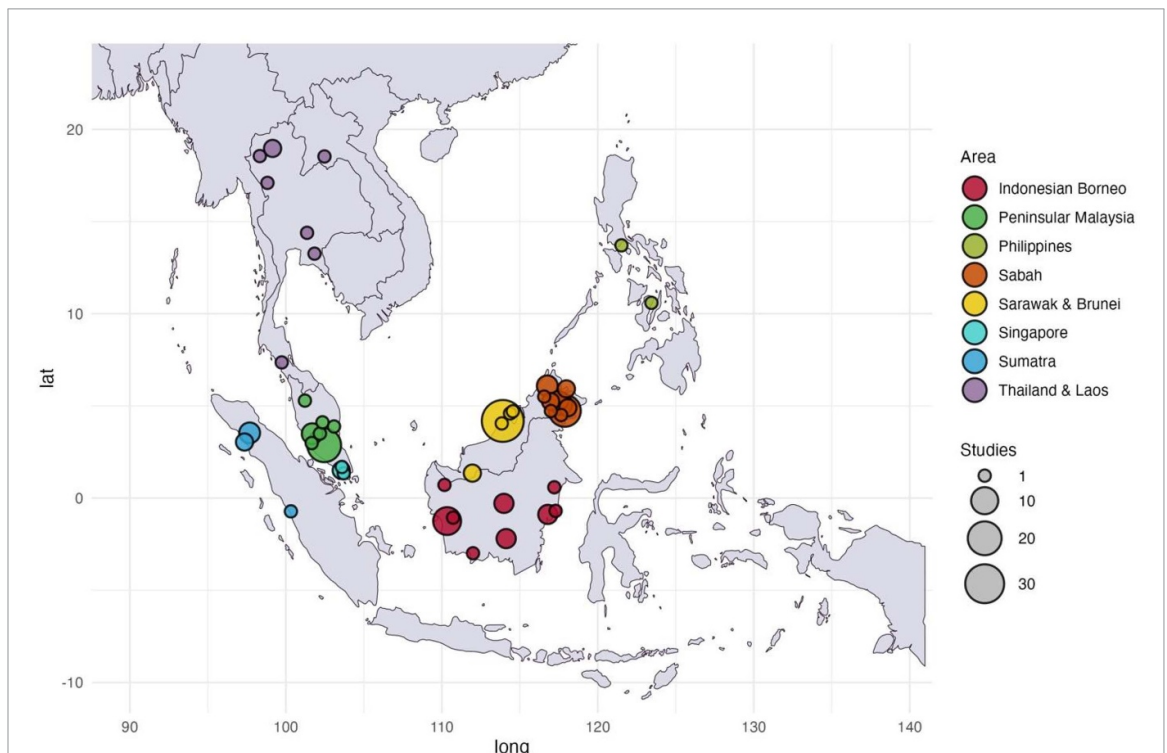 20
10
0
-10
lat
90
100
110
120
130
140
long
Area
Indonesian Borneo
Peninsular Malaysia
Philippines
Sabah
Sarawak & Brunei
Singapore
Sumatra
Thailand & Laos
Studies
1
10
20
30